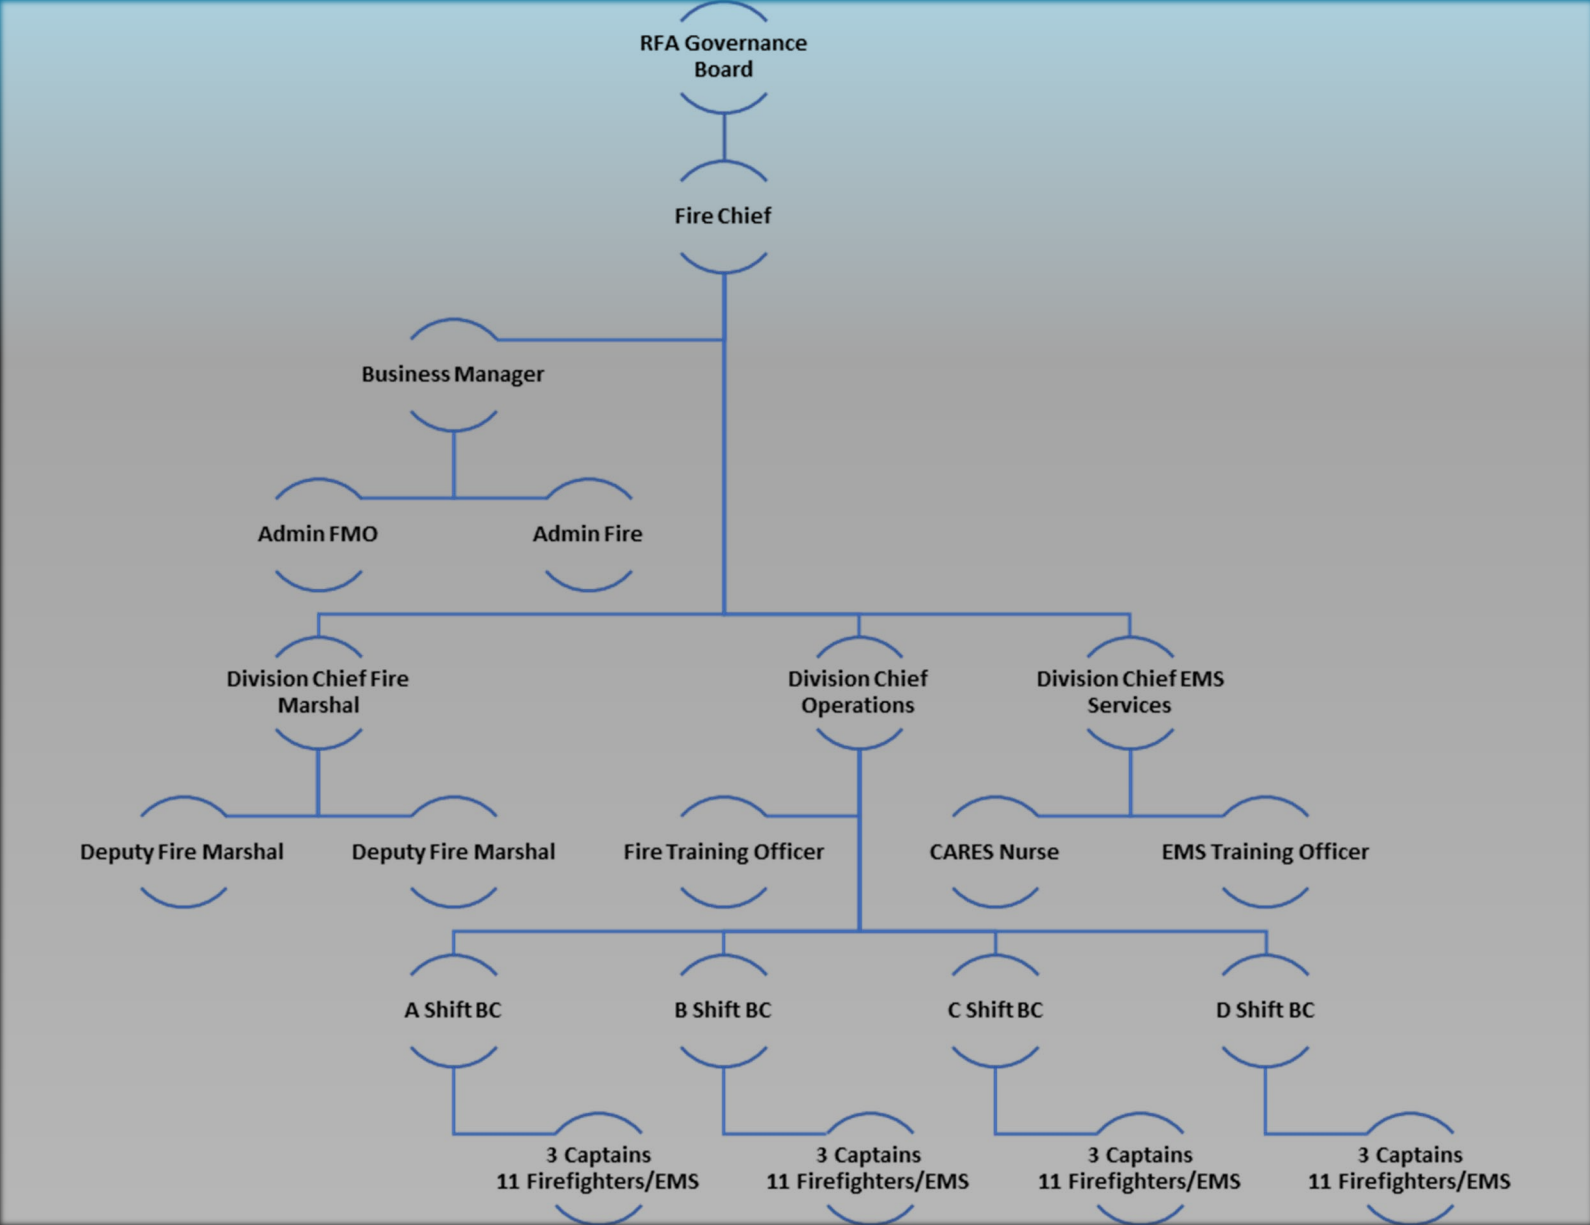 RFA Governance
Board
Fire Chief
Business Manager
Admin FMO
Admin Fire
Division Chief Fire
Marshal
Division Chief
Operations
Division Chief EMS
Services
Deputy Fire Marshal
Deputy Fire Marshal
Fire Training Officer
CARES Nurse
EMS Training Officer
A Shift BC
B Shift BC
C Shift BC
D Shift BC
3 Captains
11 Firefighters/EMS
3 Captains
11 Firefighters/EMS
3 Captains
11 Firefighters/EMS
3 Captains
11 Firefighters/EMS